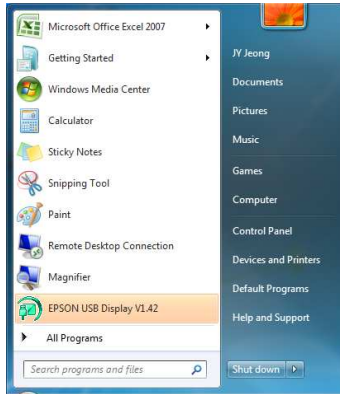 Microsoft Office Excel 2007
Getting Started
Windows Media Center
Calculator
Sticky Notes
Snipping Tool
Paint
Remote Desktop Connection
Magnifier
EPSON USB Display V1.42
All Programs
Search programs and files
JY Jeong
Documents
Pictures
Music
Games
Computer
Control Panel
Devices and Printers
Default Programs
Help and Support
Shut down